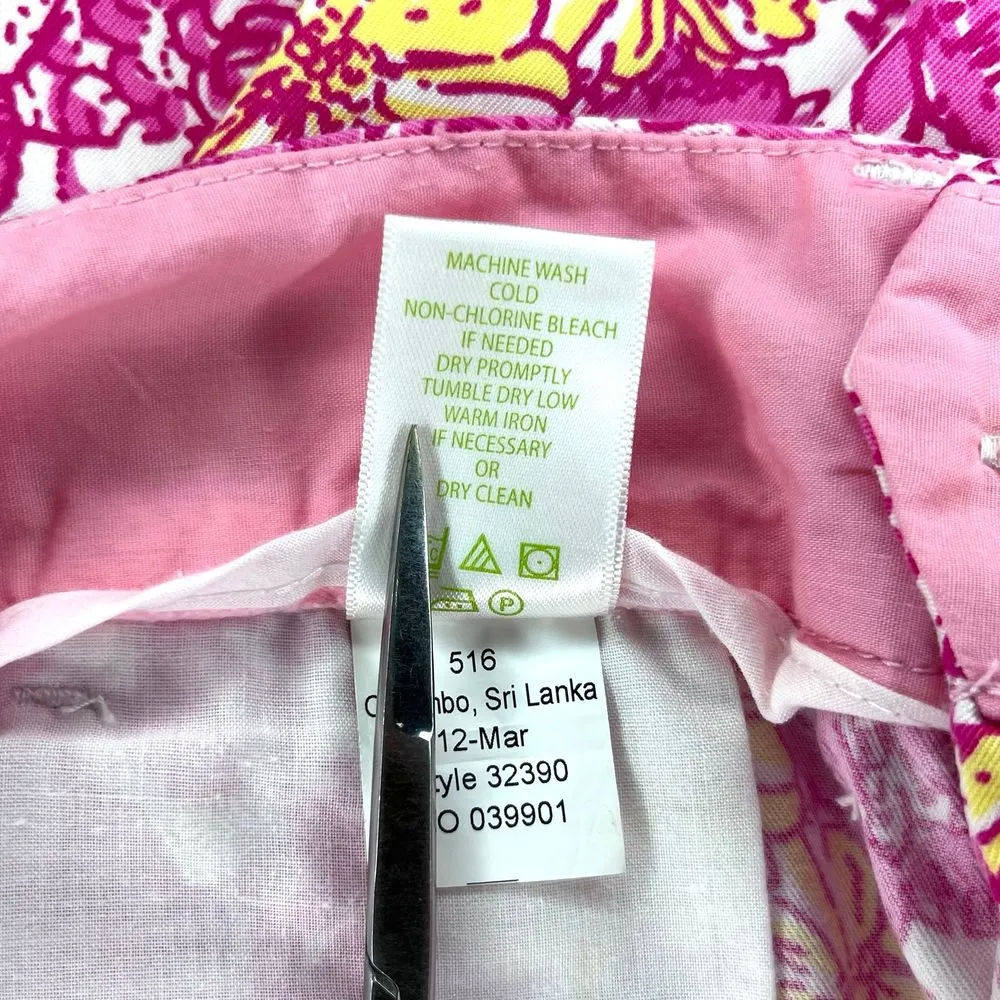 MACHINE WASH
COLD
NON-CHLORINE BLEACH
IF NEEDED
DRY PROMPTLY
TUMBLE DRY LOW
WARM IRON
IF NECESSARY
OR
DRY CLEAN
P
516
Sri Lanka
12-Mar
32390
039901